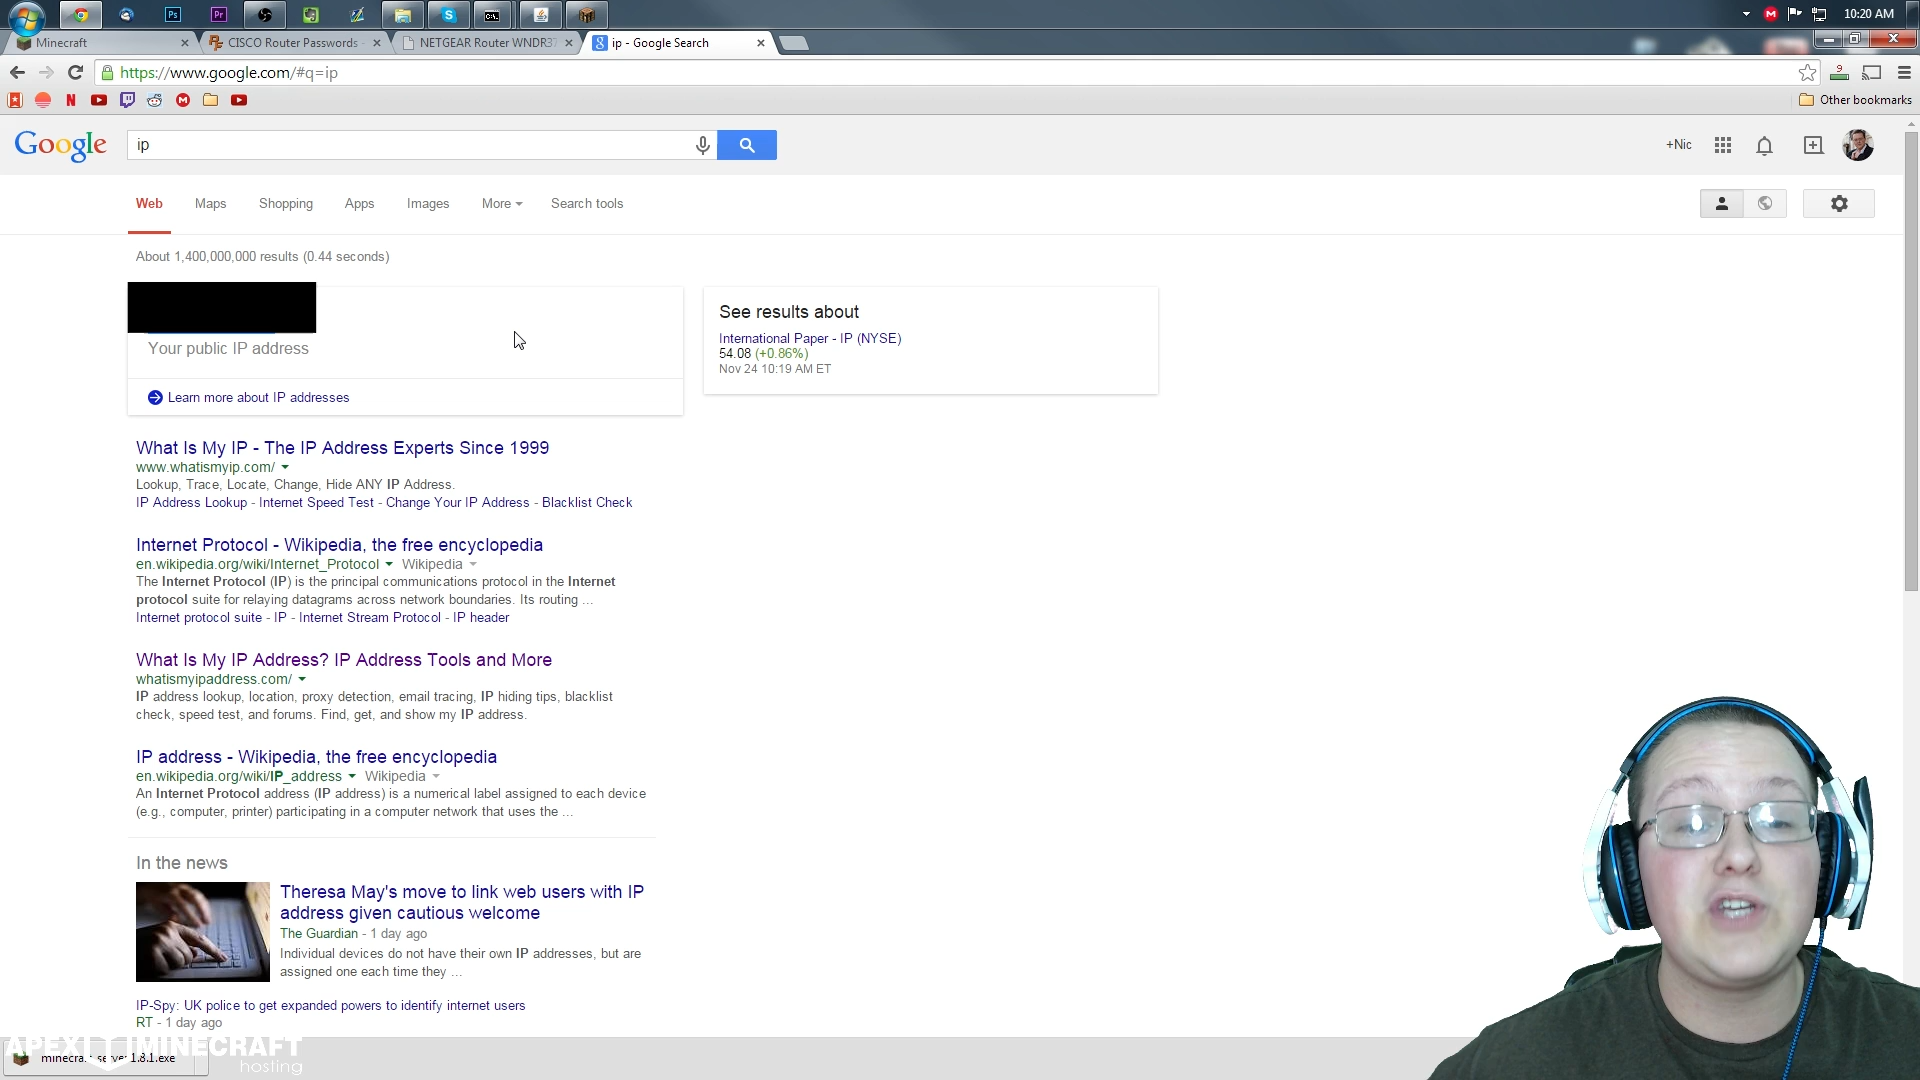 10:20 AM
Minecraft
CISCO Router Passwords -
NETGEAR Router WNDR37
ip - Google Search
https://www.google.com/#q=ip
9
Other bookmarks
Google
ip
+Nic
Web
Maps
Shopping
Apps
Images
More
Search tools
About 1,400,000,000 results (0.44 seconds)
Your public IP address
Learn more about IP addresses
See results about
International Paper - IP (NYSE)
54.08 (+0.86%)
Nov 24 10:19 AM ET
What Is My IP - The IP Address Experts Since 1999
www.whatismyip.com/
Lookup, Trace, Locate, Change, Hide ANY IP Address.
IP Address Lookup - Internet Speed Test - Change Your IP Address - Blacklist Check
Internet Protocol - Wikipedia, the free encyclopedia
en.wikipedia.org/wiki/Internet_Protocol Wikipedia
The Internet Protocol (IP) is the principal communications protocol in the Internet
protocol suite for relaying datagrams across network boundaries. Its routing ...
Internet protocol suite - IP - Internet Stream Protocol - IP header
What Is My IP Address? IP Address Tools and More
whatismyipaddress.com/
IP address lookup, location, proxy detection, email tracing, IP hiding tips, blacklist
check, speed test, and forums. Find, get, and show my IP address.
IP address - Wikipedia, the free encyclopedia
en.wikipedia.org/wiki/IP_address Wikipedia
An Internet Protocol address (IP address) is a numerical label assigned to each device
(e.g., computer, printer) participating in a computer network that uses the ...
In the news
Theresa May's move to link web users with IP
address given cautious welcome
The Guardian - 1 day ago
Individual devices do not have their own IP addresses, but are
assigned one each time they ...
IP-Spy: UK police to get expanded powers to identify internet users
RT - 1 day ago
APEX MINECRAFT
hosting